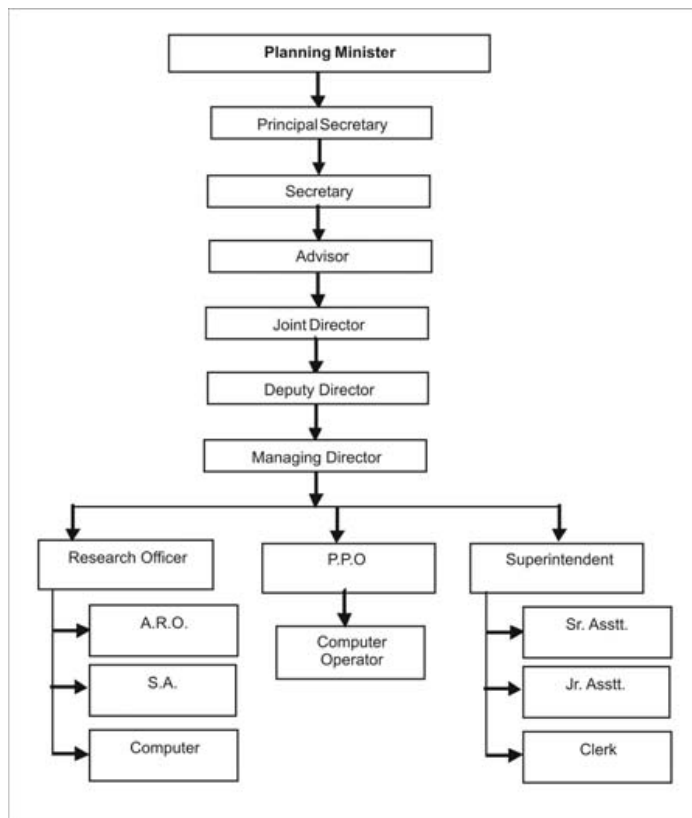 Planning Minister
Principal Secretary
Secretary
Advisor
Joint Director
Deputy Director
Managing Director
Research Officer
A.R.O.
S.A.
Computer
P.P.O
Computer
Operator
Superintendent
Sr. Asstt.
Jr. Asstt.
Clerk